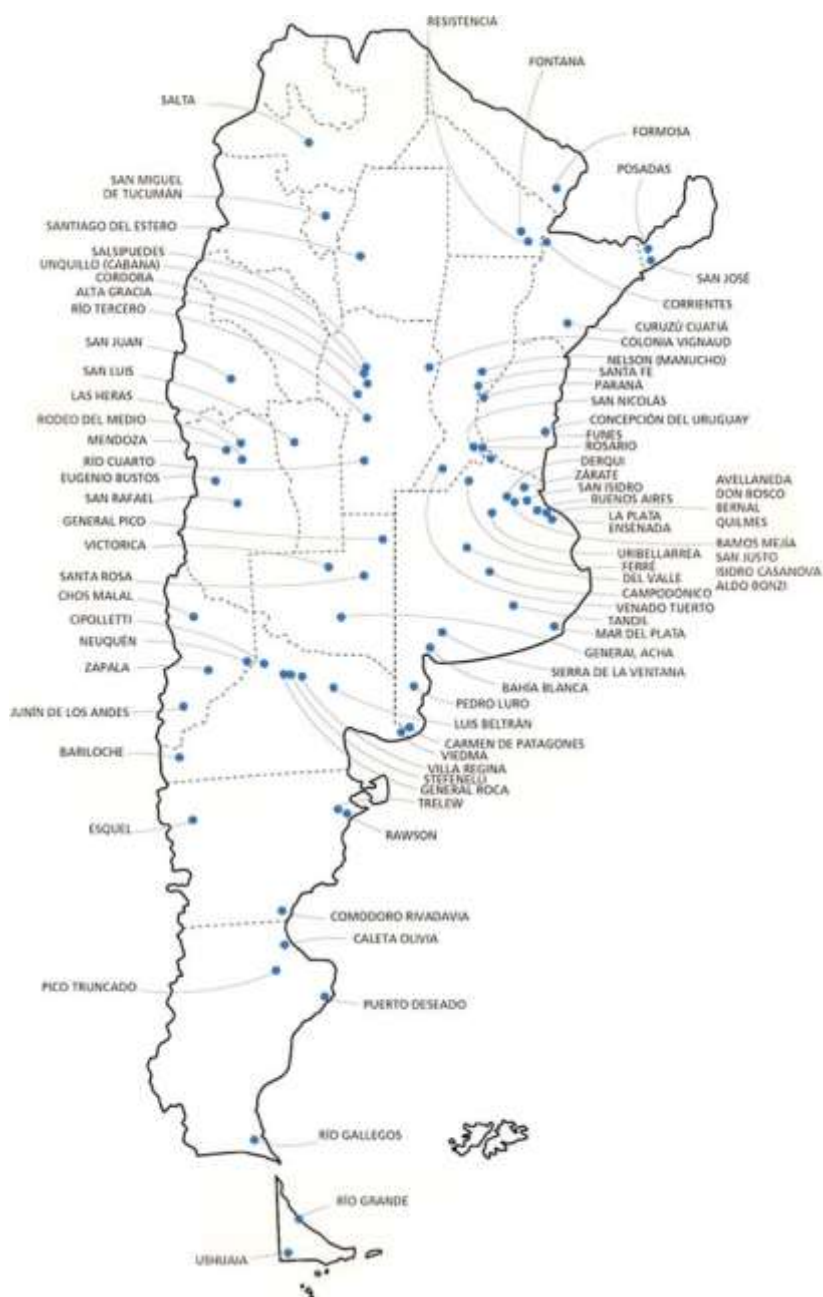 RESISTENCIA
FONTANA
SALTA
FORMOSA
POSADAS
SAN MIGUEL
DE TUCUMÁN
SANTIAGO DEL ESTERO
SALSIPUEDES
UNQUILLO (CABANA)
CÓRDOBA
ALTA GRACIA
RÍO TERCERO
SAN JOSÉ
CORRIENTES
CURUZÚ CUATIÁ
COLONIA VIGNAUD
SAN JUAN
NELSON (MANUCHO)
SANTA FE
SAN LUIS
PARANÁ
LAS HERAS
SAN NICOLÁS
RODEO DEL MEDIO
CONCEPCIÓN DEL URUGUAY
MENDOZA
FUNES
ROSARIO
RÍO CUARTO
DERQUI
EUGENIO BUSTOS
ZÁRATE
SAN ISIDRO
SAN RAFAEL
BUENOS AIRES
LA PLATA
ENSENADA
AVELLANEDA
DON BOSCO
BERNAL
QUILMES
RAMOS MEJÍA
SAN JUSTO
ISIDRO CASANOVA
ALDO BONZI
GENERAL PICO
VICTORICA
SANTA ROSA
CHOS MALAL
CIPOLLETTI
NEUQUÉN
ZAPALA
JUNÍN DE LOS ANDES
BARILOCHE
URIBELLARREA
FERRÉ
DEL VALLE
CAMPODÓNICO
VENADO TUERTO
TANDIL
MAR DEL PLATA
GENERAL ACHA
SIERRA DE LA VENTANA
BAHÍA BLANCA
PEDRO LURO
LUIS BELTRÁN
CARMEN DE PATAGONES
VIEDMA
VILLA REGINA
STEFENELLI
GENERAL ROCA
TRELEW
RAWSON
ESQUEL
COMODORO RIVADAVIA
CALETA OLIVIA
PICO TRUNCADO
PUERTO DESEADO
RÍO GALLEGOS
RÍO GRANDE
USHUAIA